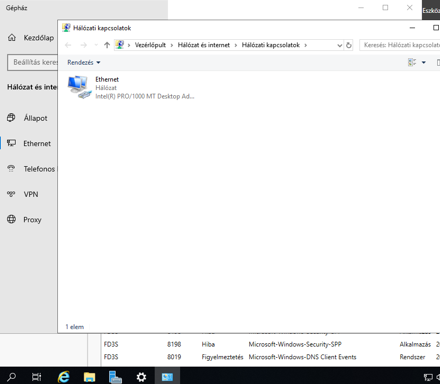 Gépház
Eszkö
Hálózati kapcsolatok
Kezdőlap
Vezérlőpult
Hálózat és internet
Hálózati kapcsolatok
Keresés: Hálózati kapcsolatok
Beállítás keres
Rendezés
Hálózat és inte
Ethernet
Hálózat
Intel(R) PRO/1000 MT Desktop Ad...
Állapot
Ethernet
Telefonos
VPN
Proxy
1 elem
FD3S 8198 Hiba Microsoft-Windows-Security-SPP Alkalmazás 2
FD3S 8019 Figyelmeztetés Microsoft-Windows-DNS Client Events Rendszer 2